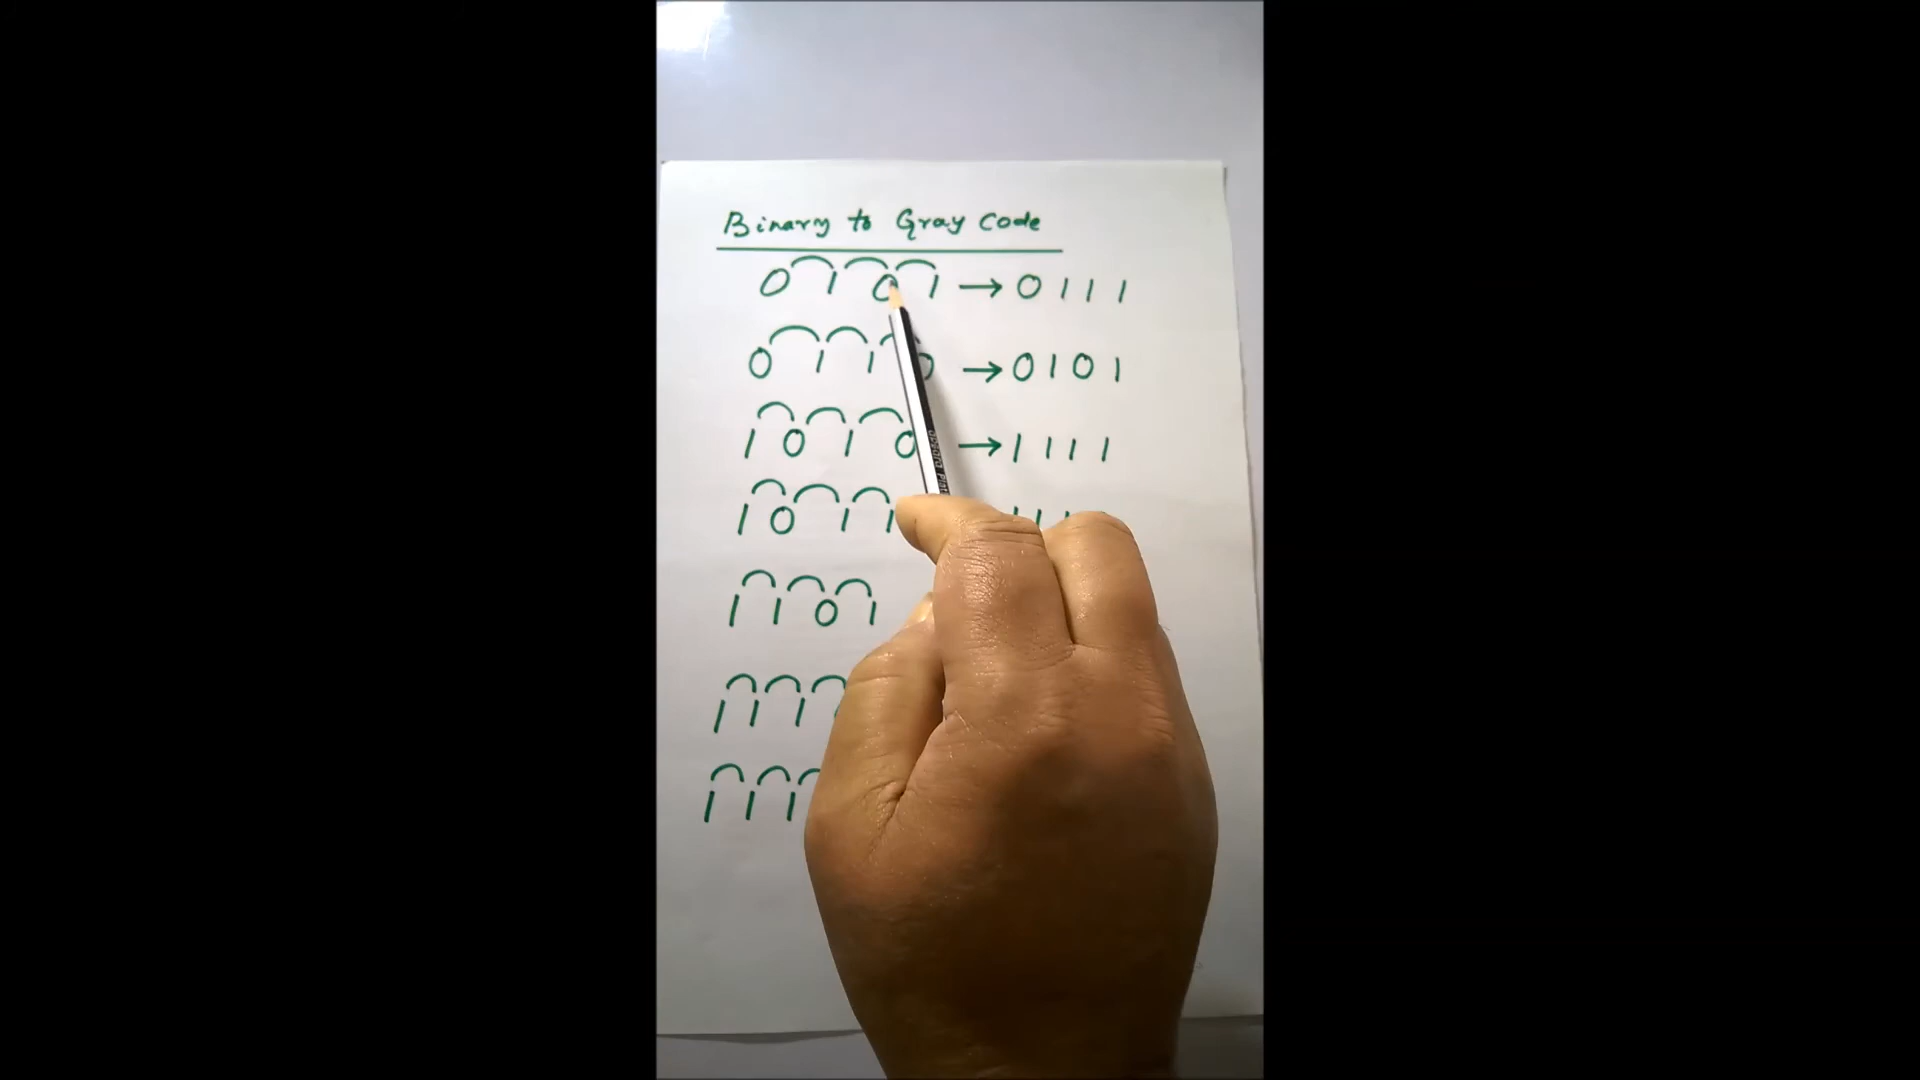 Binary to Gray Code
0 1 0 1 → 0 1 1 1
0 1 1 0 → 0 1 0 1
1 0 1 0 → 1 1 1 1
1 0 1 1
1 1 0 1
1 1 1
1 1 1